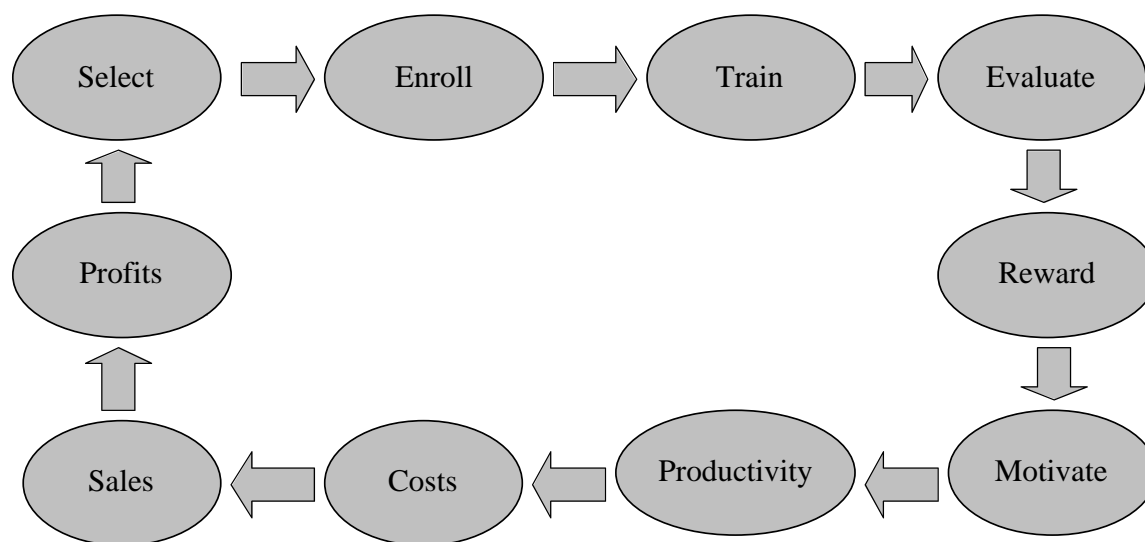 Select
Enroll
Train
Evaluate
Reward
Motivate
Productivity
Costs
Sales
Profits